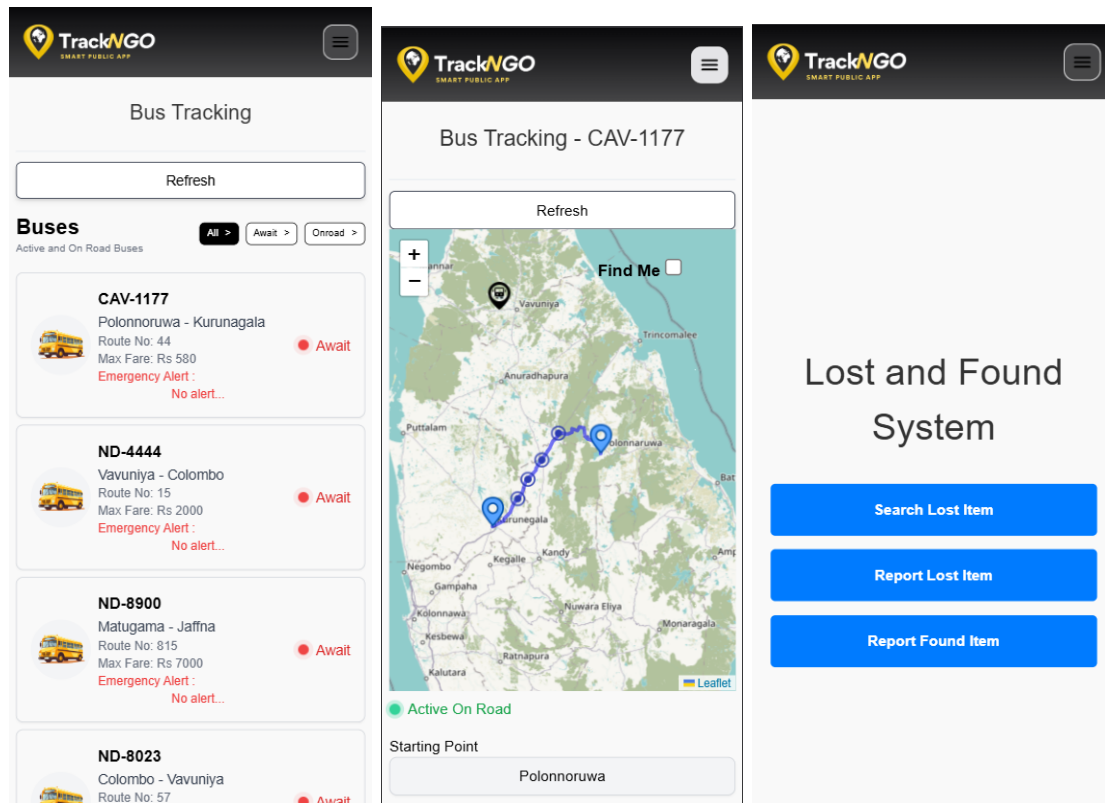 TrackNGO
SMART PUBLIC APP
Bus Tracking
Refresh
Buses
Active and On Road Buses
All >
Await >
Onroad >
CAV-1177
Polonnoruwa - Kurunagala
Route No: 44
Max Fare: Rs 580
Emergency Alert :
No alert...
Await
ND-4444
Vavuniya - Colombo
Route No: 15
Max Fare: Rs 2000
Emergency Alert :
No alert...
Await
ND-8900
Matugama - Jaffna
Route No: 815
Max Fare: Rs 7000
Emergency Alert :
No alert...
Await
ND-8023
Colombo - Vavuniya
Route No: 57
Await
TrackNGO
SMART PUBLIC APP
Bus Tracking - CAV-1177
Refresh
+
−
Find Me
annar
Vavuniya
Trincomalee
Anuradhapura
Puttalam
olonnaruwa
Bat
urunegala
Kegalle
Kandy
Amp
Negombo
Gampaha
Kolonnawa
Nuwara Eliya
Monaragala
Kesbewa
Ratnapura
Kalutara
Leaflet
Active On Road
Starting Point
Polonnoruwa
TrackNGO
SMART PUBLIC APP
Lost and Found
System
Search Lost Item
Report Lost Item
Report Found Item